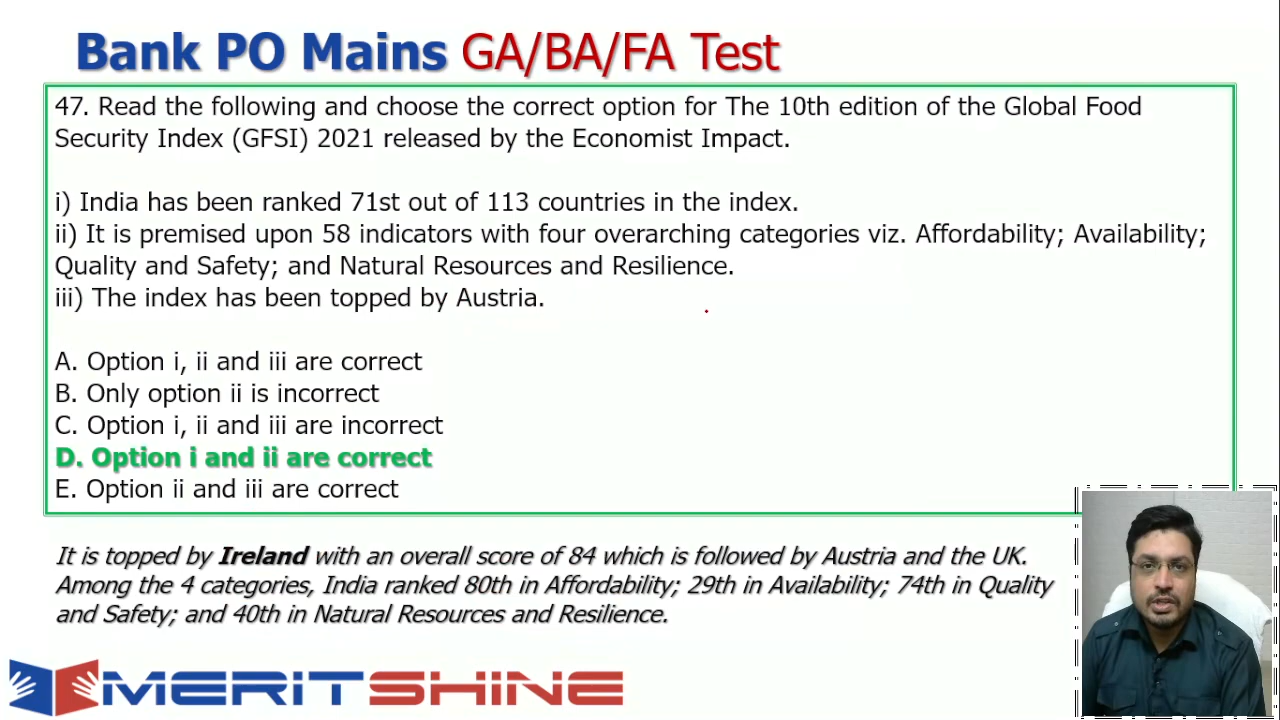 Bank PO Mains GA/BA/FA Test
47. Read the following and choose the correct option for The 10th edition of the Global Food
Security Index (GFSI) 2021 released by the Economist Impact.
i) India has been ranked 71st out of 113 countries in the index.
ii) It is premised upon 58 indicators with four overarching categories viz. Affordability; Availability;
Quality and Safety; and Natural Resources and Resilience.
iii) The index has been topped by Austria.
A. Option i, ii and iii are correct
B. Only option ii is incorrect
C. Option i, ii and iii are incorrect
D. Option i and ii are correct
E. Option ii and iii are correct
It is topped by Ireland with an overall score of 84 which is followed by Austria and the UK.
Among the 4 categories, India ranked 80th in Affordability; 29th in Availability; 74th in Quality
and Safety; and 40th in Natural Resources and Resilience.
MERITSHINE